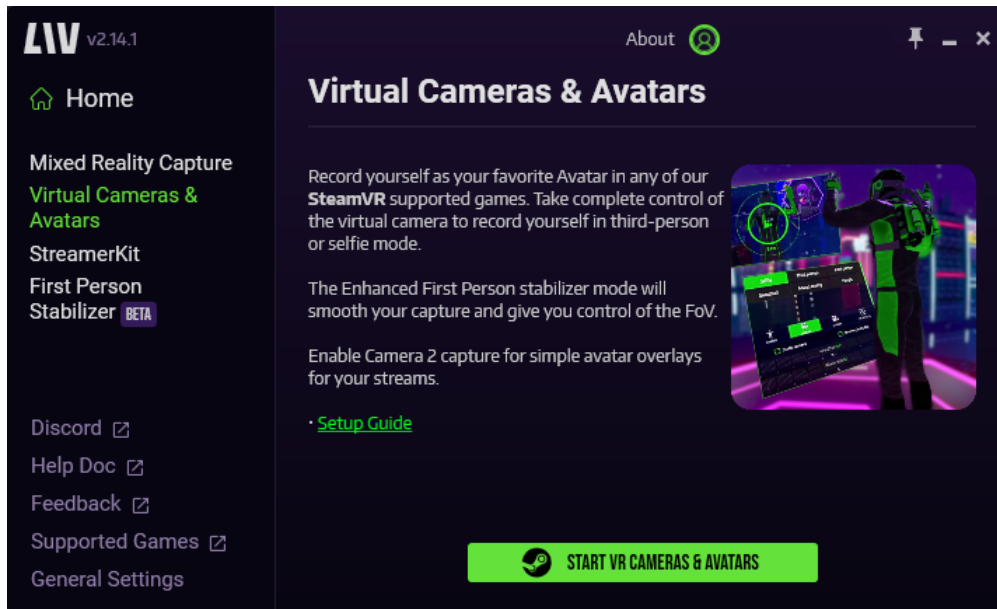 LIV v2.14.1
About
Home
Virtual Cameras & Avatars
Mixed Reality Capture
Virtual Cameras &
Avatars
StreamerKit
First Person
Stabilizer BETA
Record yourself as your favorite Avatar in any of our
SteamVR supported games. Take complete control of
the virtual camera to record yourself in third-person
or selfie mode.
The Enhanced First Person stabilizer mode will
smooth your capture and give you control of the FoV.
Enable Camera 2 capture for simple avatar overlays
for your streams.
· Setup Guide
Discord
Help Doc
Feedback
Supported Games
General Settings
START VR CAMERAS & AVATARS